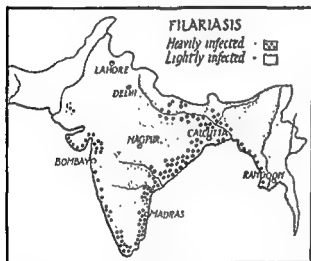 FILARIASIS
Heavily infected
Lightly infected
LAHORE
DELHI
CALCUTTA
NAGPUR
BOMBAY
RANGOON
MADRAS